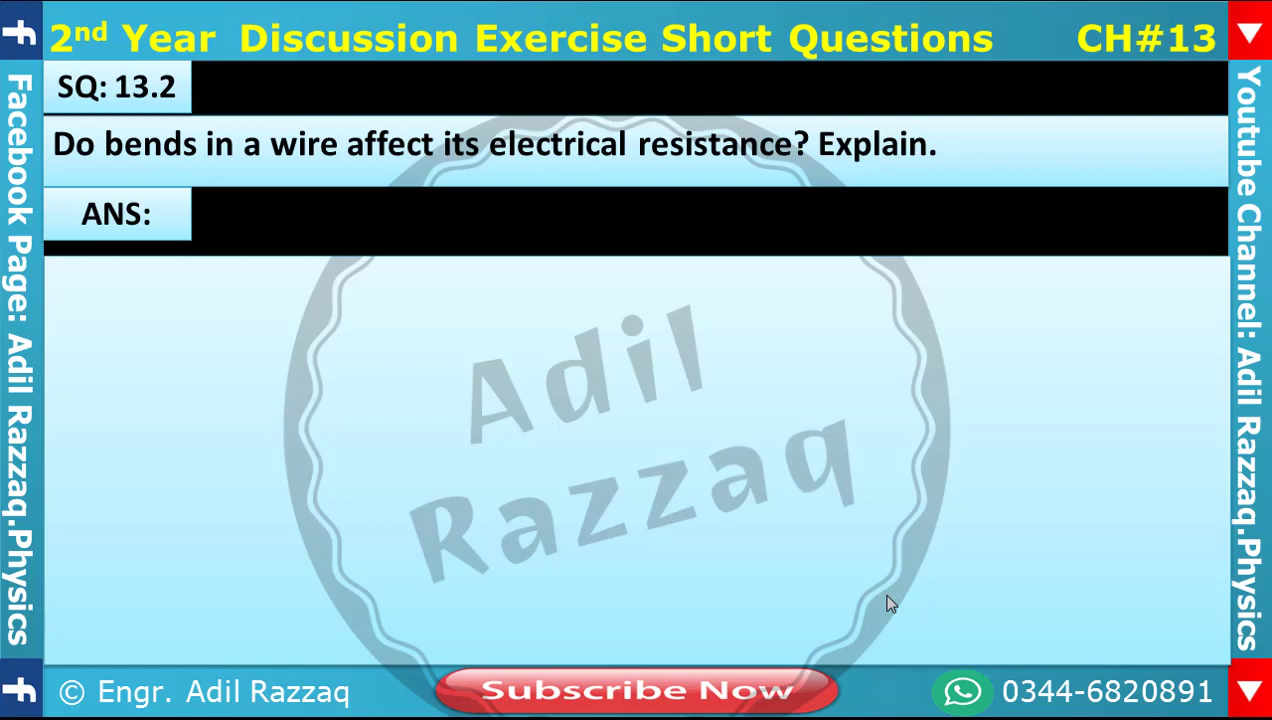 2nd Year Discussion Exercise Short Questions CH#13
SQ: 13.2
Do bends in a wire affect its electrical resistance? Explain.
ANS:
Adil
Razzaq
Facebook Page: Adil Razzaq.Physics
Youtube Channel: Adil Razzaq.Physics
© Engr. Adil Razzaq
Subscribe Now
0344-6820891